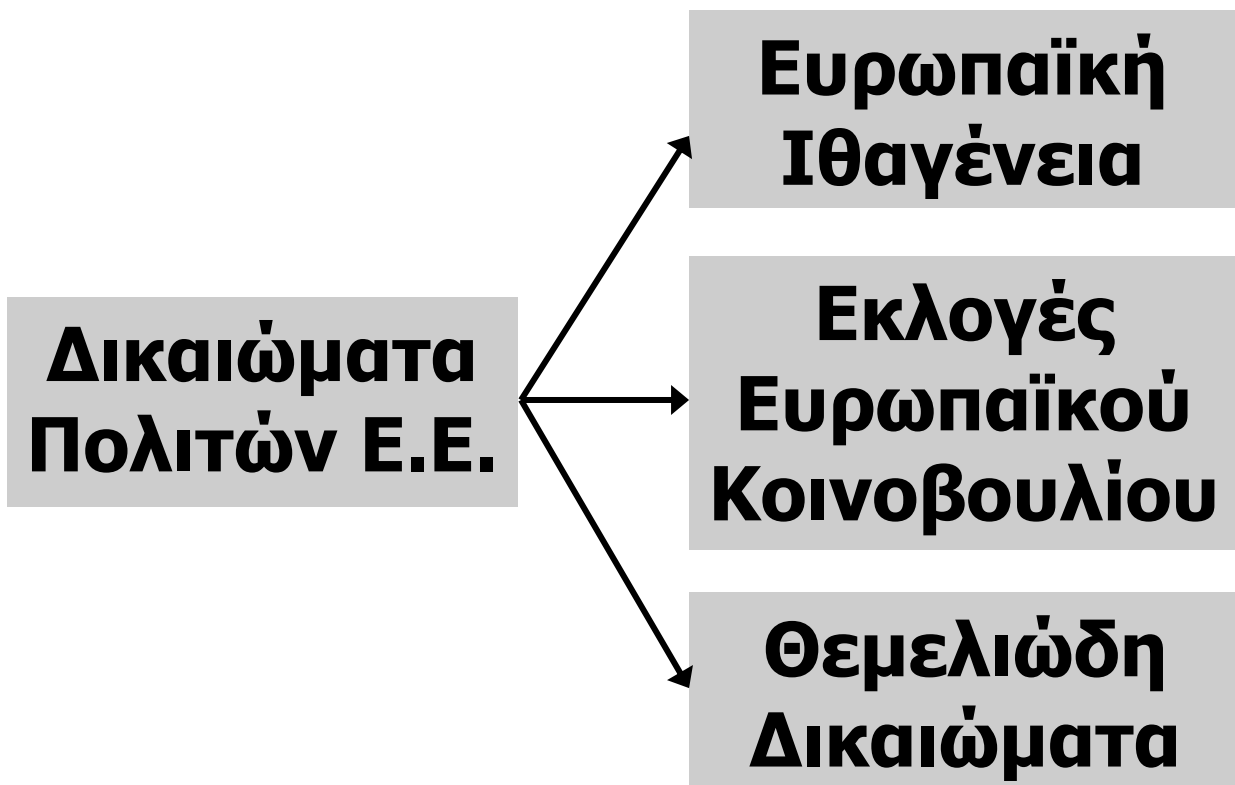 Ευρωπαϊκή
Ιθαγένεια
Δικαιώματα
Πολιτών Ε.Ε.
Εκλογές
Ευρωπαϊκού
Κοινοβουλίου
Θεμελιώδη
Δικαιώματα